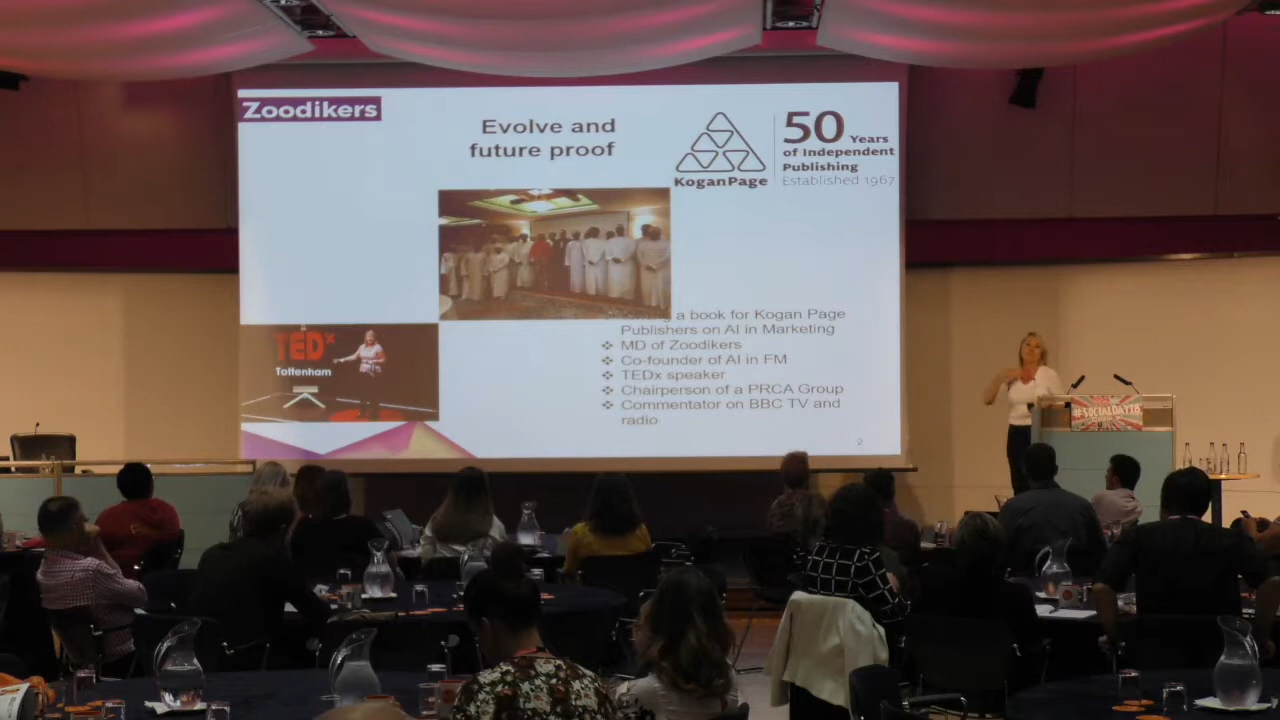 Zoodikers
Evolve and
future proof
KoganPage
50 Years
of Independent
Publishing
Established 1967
TEDx
Tottenham
a book for Kogan Page
Publishers on AI in Marketing
❖ MD of Zoodikers
❖ Co-founder of AI in FM
❖ TEDx speaker
❖ Chairperson of a PRCA Group
❖ Commentator on BBC TV and
radio
2
#SOCIALDAY18